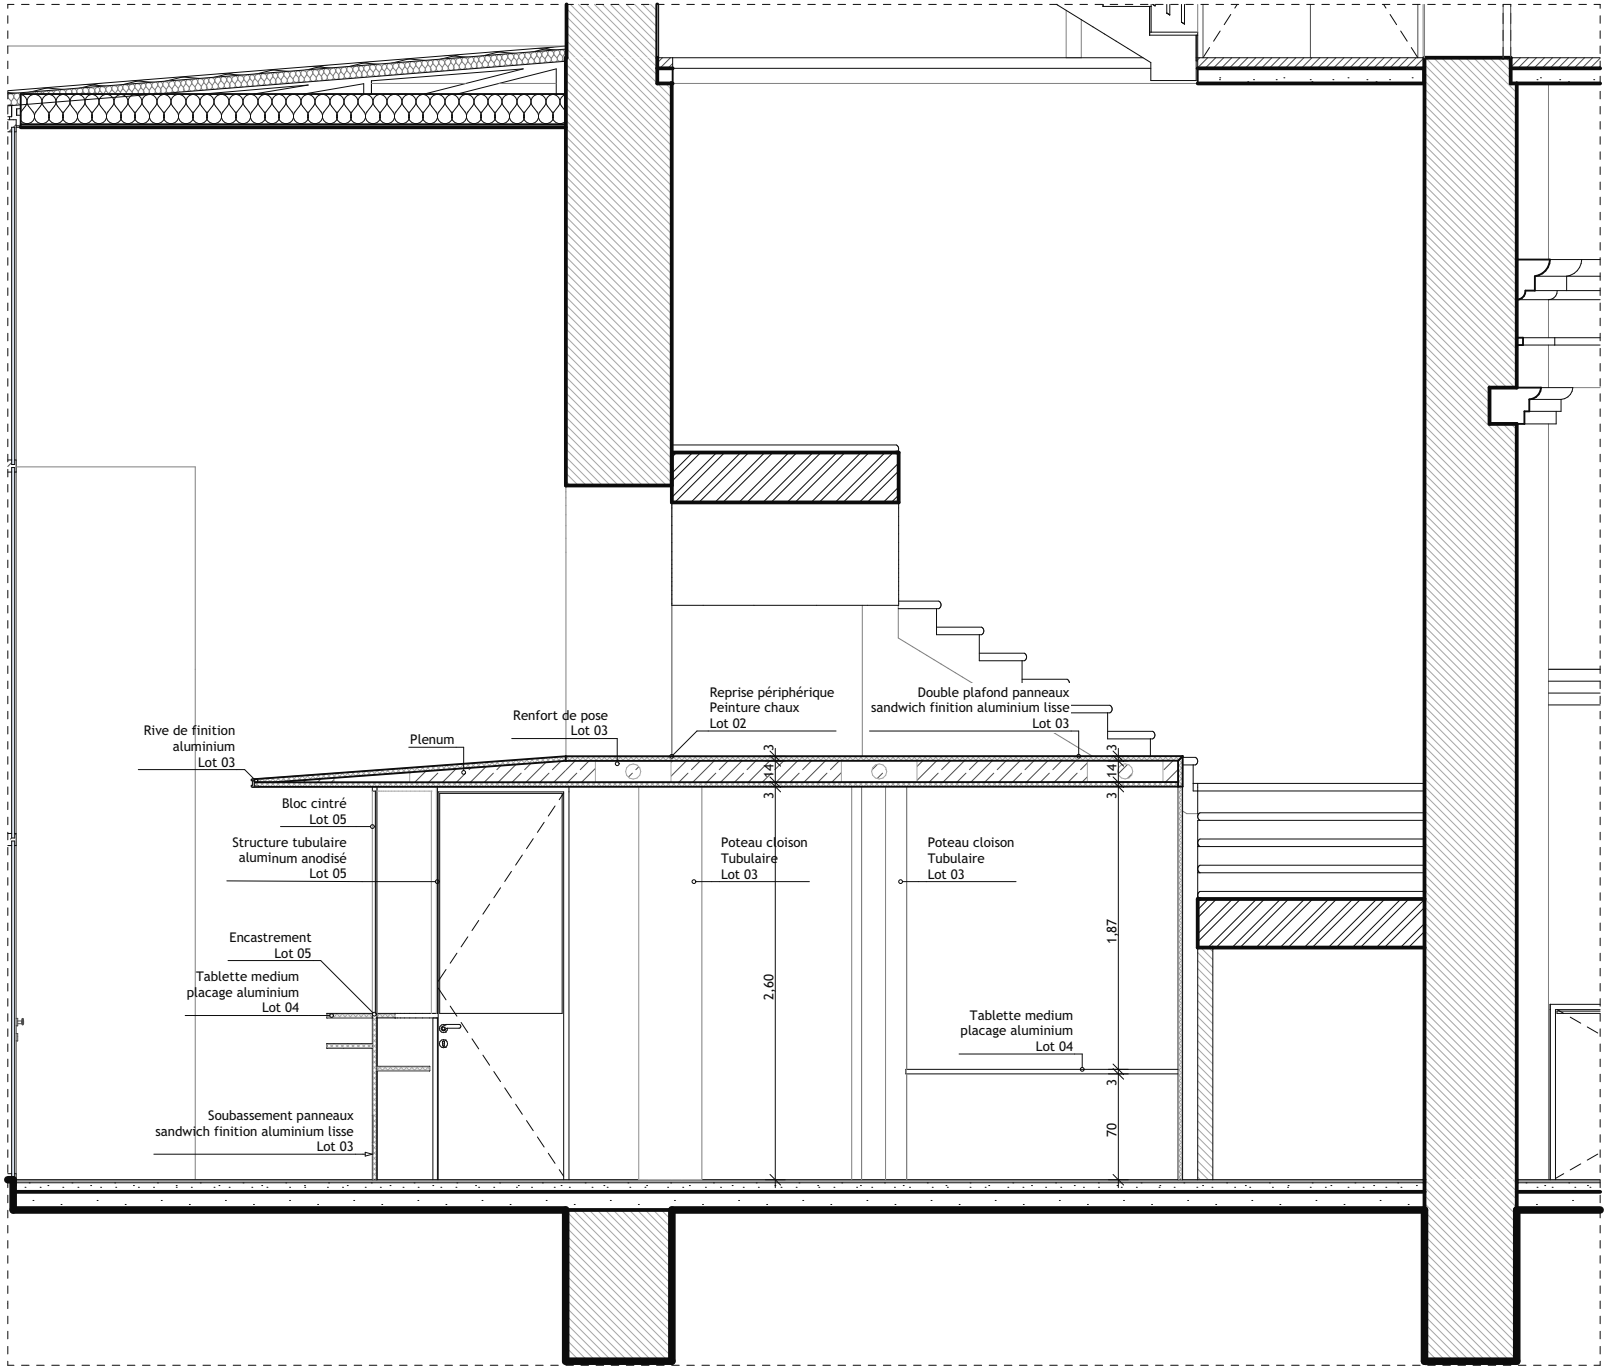 Reprise périphérique
Peinture chaux
Lot 02
Double plafond panneaux
sandwich finition aluminium lisse
Lot 03
Renfort de pose
Lot 03
Rive de finition
aluminium
Lot 03
Plenum
3
14
3
3
14
3
Bloc cintré
Lot 05
Structure tubulaire
aluminum anodisé
Lot 05
Poteau cloison
Tubulaire
Lot 03
Poteau cloison
Tubulaire
Lot 03
Encastrement
Lot 05
Tablette medium
placage aluminium
Lot 04
2,60
1,87
Tablette medium
placage aluminium
Lot 04
3
70
Soubassement panneaux
sandwich finition aluminium lisse
Lot 03